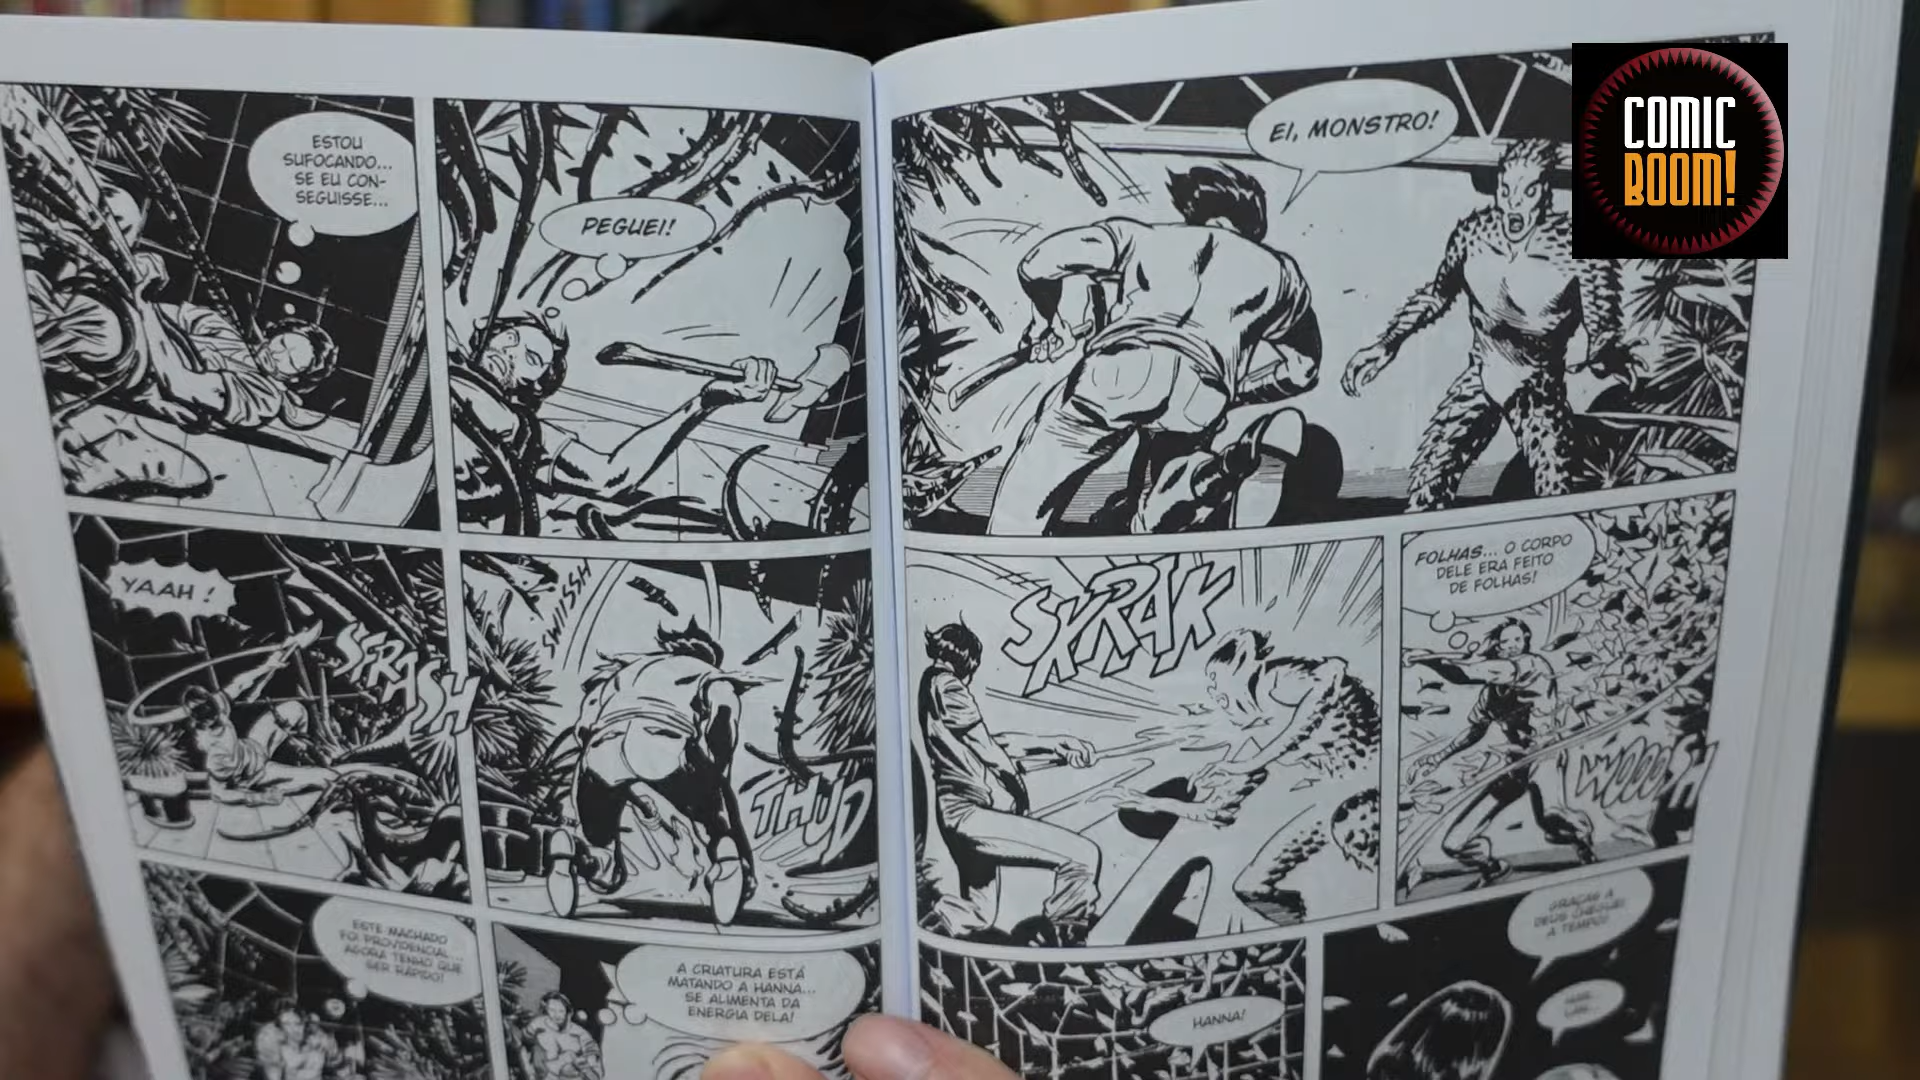 ESTOU
SUFOCANDO...
SE EU CON-
SEGUISSE...
PEGUEI!
YAAH!
SFRASH
SWISSH
THUD
ESTE MACHADO
FOI PROVIDENCIAL...
AGORA TENHO QUE
SER RÁPIDO!
A CRIATURA ESTÁ
MATANDO A HANNA...
SE ALIMENTA DA
ENERGIA DELA!
EI, MONSTRO!
SKRAK
FOLHAS... O CORPO
DELE ERA FEITO
DE FOLHAS!
WOOOSH
HANNA!
GRAÇAS A
DEUS CHEGUEI
A TEMPO!
COMIC
BOOM!